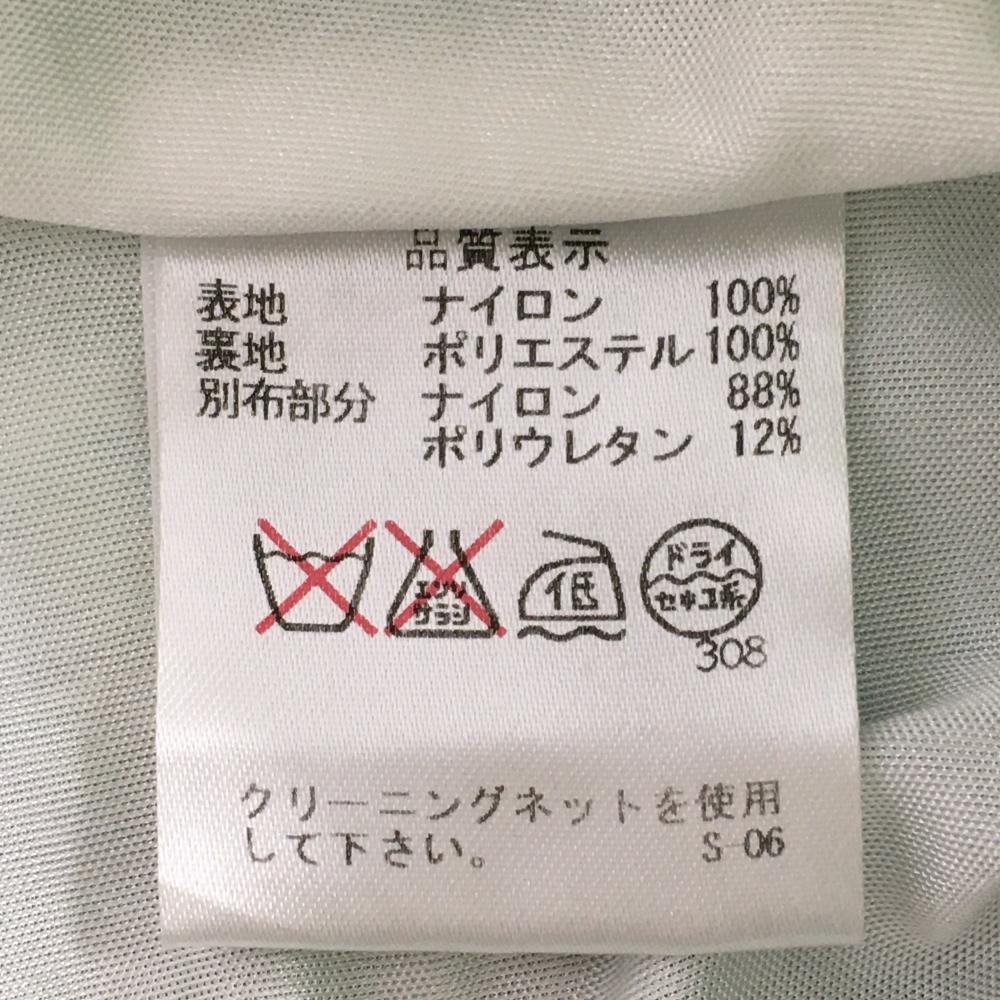 品質表示
表地 ナイロン 100%
裏地 ポリエステル 100%
別布部分 ナイロン 88%
ポリウレタン 12%
エンソ
サラシ
低
ドライ
セキユ系
308
クリーニングネットを使用
して下さい。 S-06